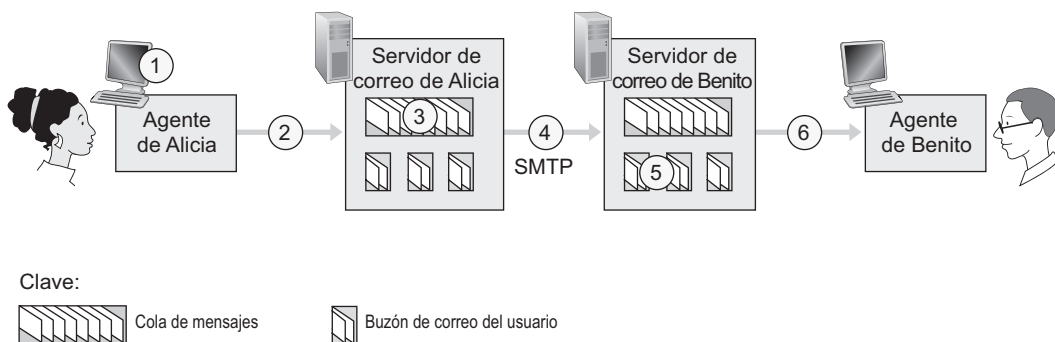 1
Agente
de Alicia
2
Servidor de
correo de Alicia
3
4
SMTP
Servidor de
correo de Benito
5
6
Agente
de Benito
Clave:
Cola de mensajes
Buzón de correo del usuario